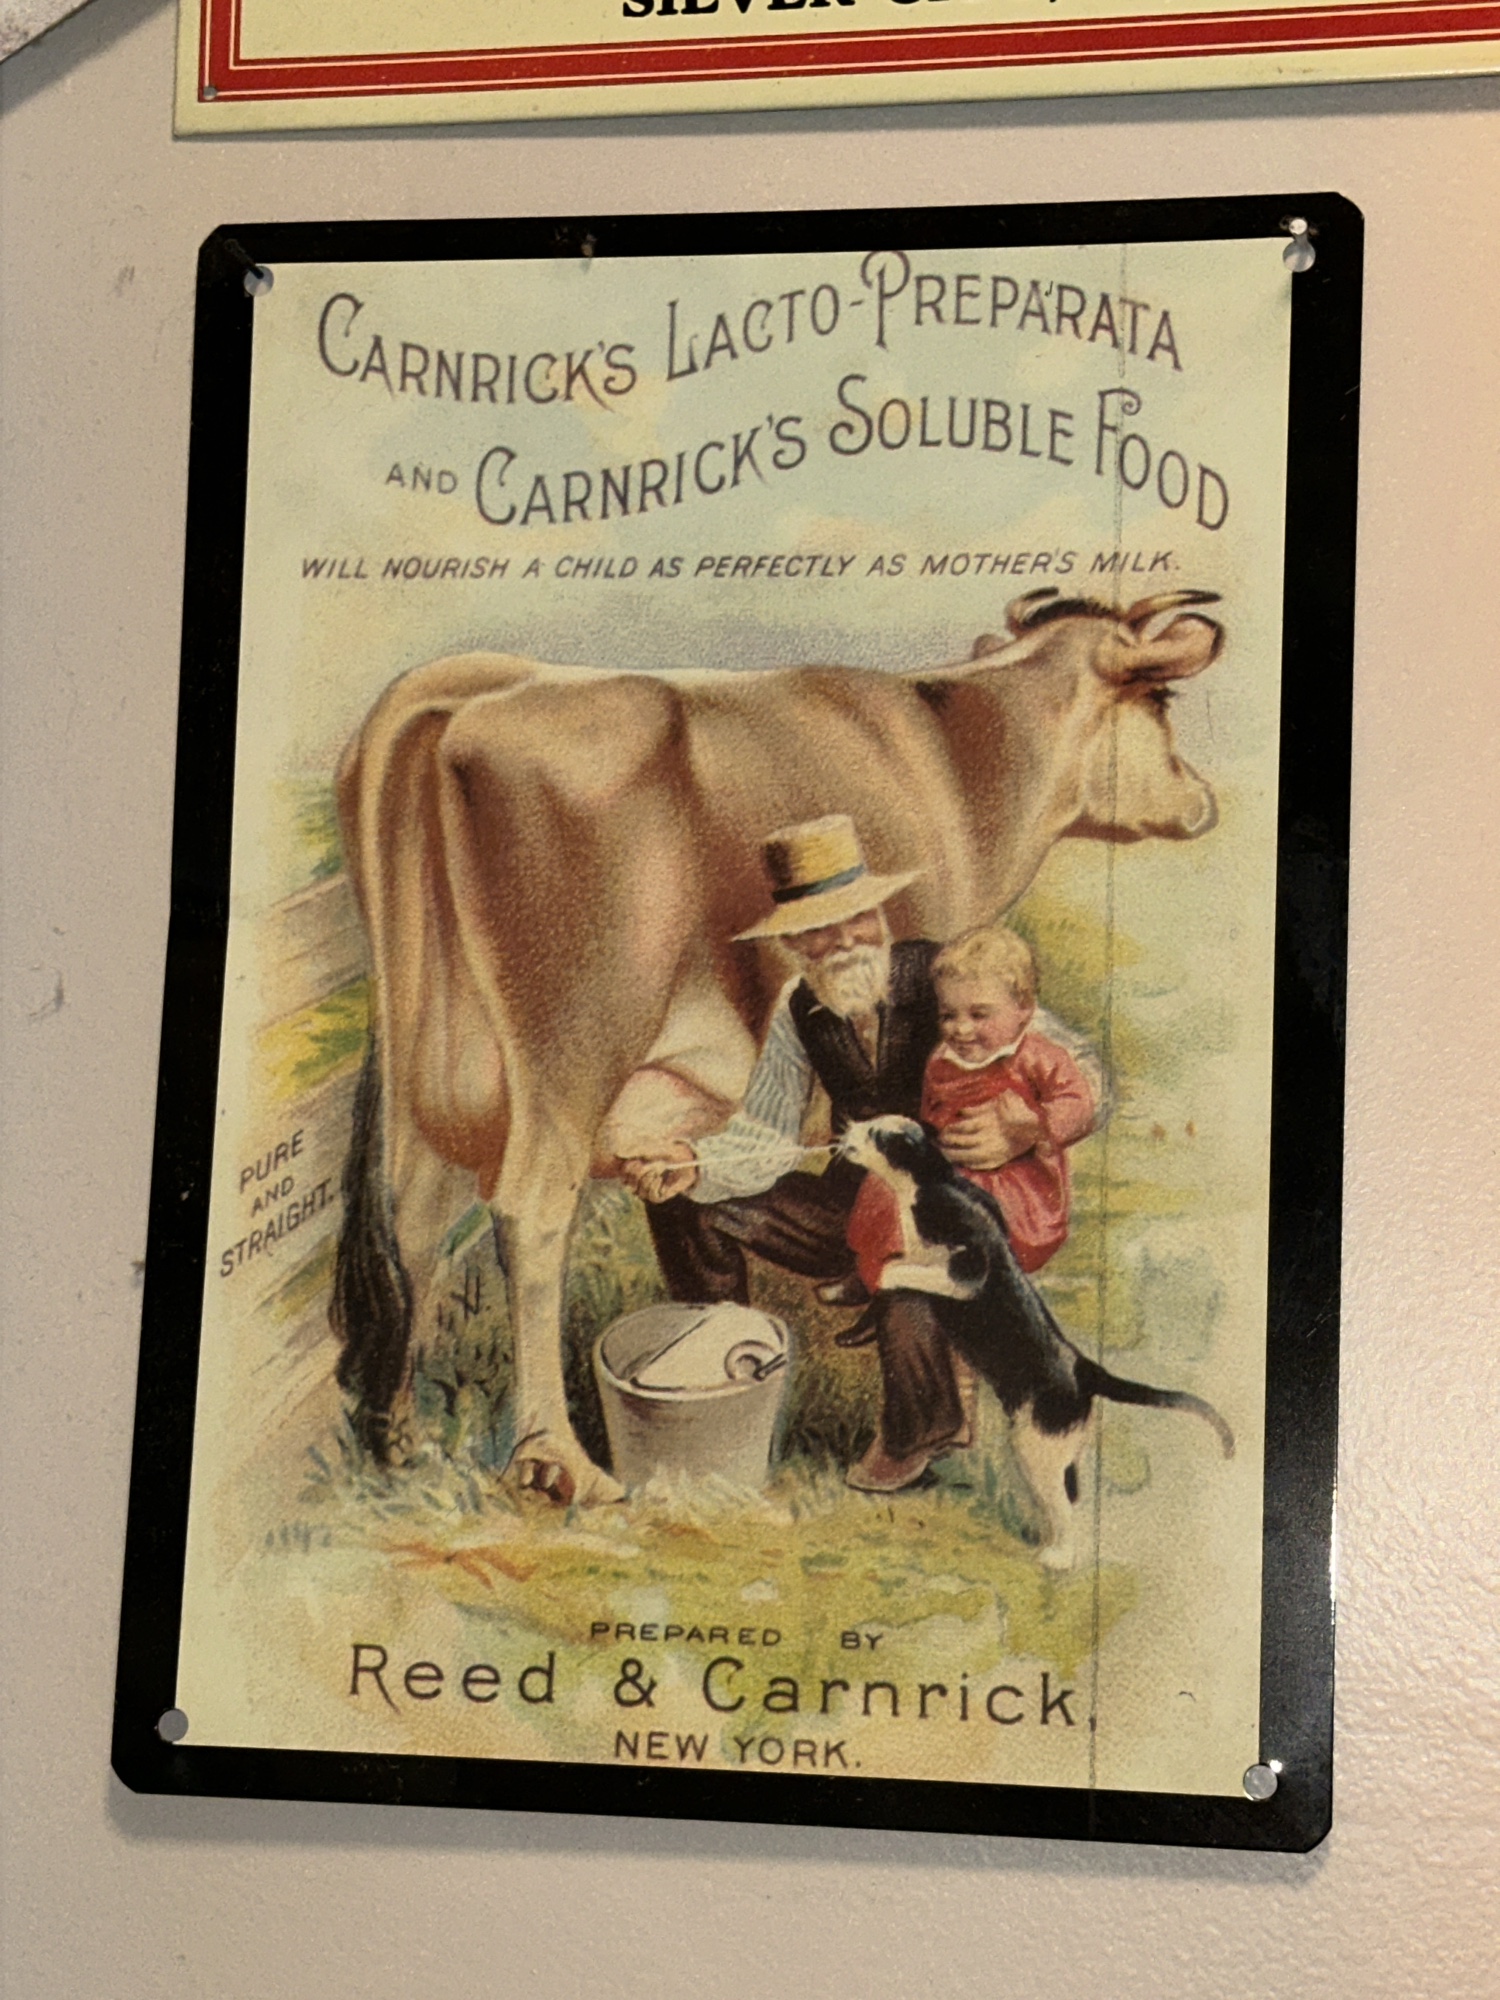 SILVER
CARNRICK'S LACTO-PREPARATA
AND CARNRICK'S SOLUBLE FOOD
WILL NOURISH A CHILD AS PERFECTLY AS MOTHER'S MILK.
PURE
AND
STRAIGHT.
PREPARED BY
Reed & Carnrick,
NEW YORK.